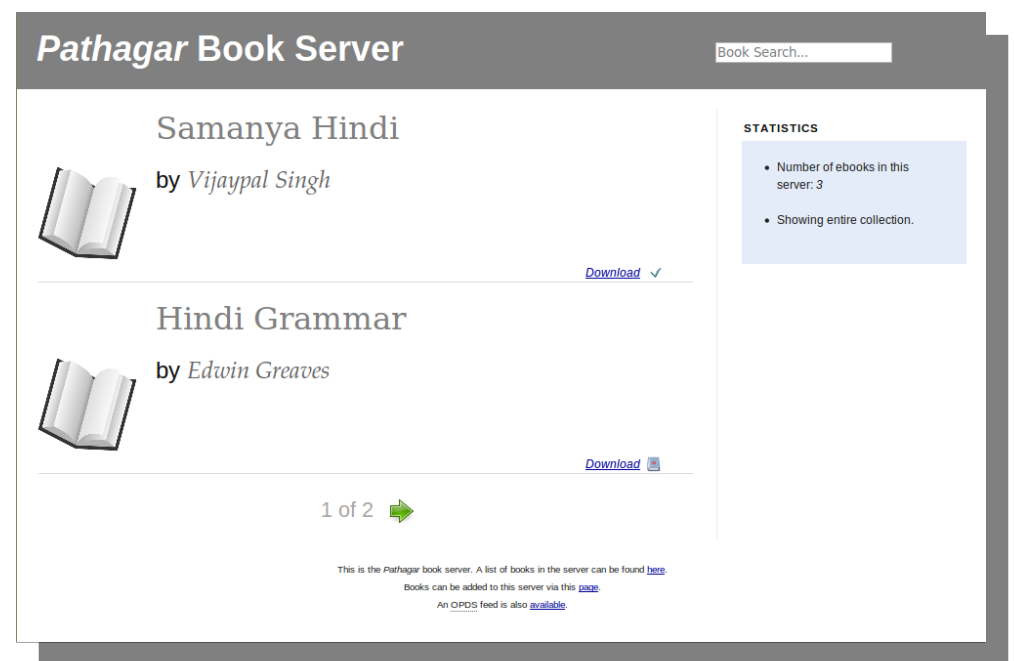 Pathagar Book Server
Book Search...
Samanya Hindi
by Vijaypal Singh
Download
Hindi Grammar
by Edwin Greaves
Download
1 of 2
STATISTICS
Number of ebooks in this
server: 3
Showing entire collection.
This is the Pathagar book server. A list of books in the server can be found here.
Books can be added to this server via this page.
An OPDS feed is also available.